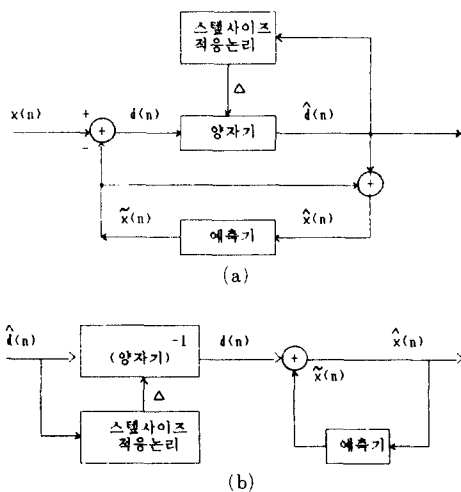 스텝사이즈
적응논리
x(n)
+
+
−
d(n)
△
양자기
d̂(n)
+
x̃(n)
예측기
x̂(n)
(a)
d̂(n)
(양자기)⁻¹
d(n)
+
x̂(n)
x̃(n)
△
스텝사이즈
적응논리
예측기
(b)